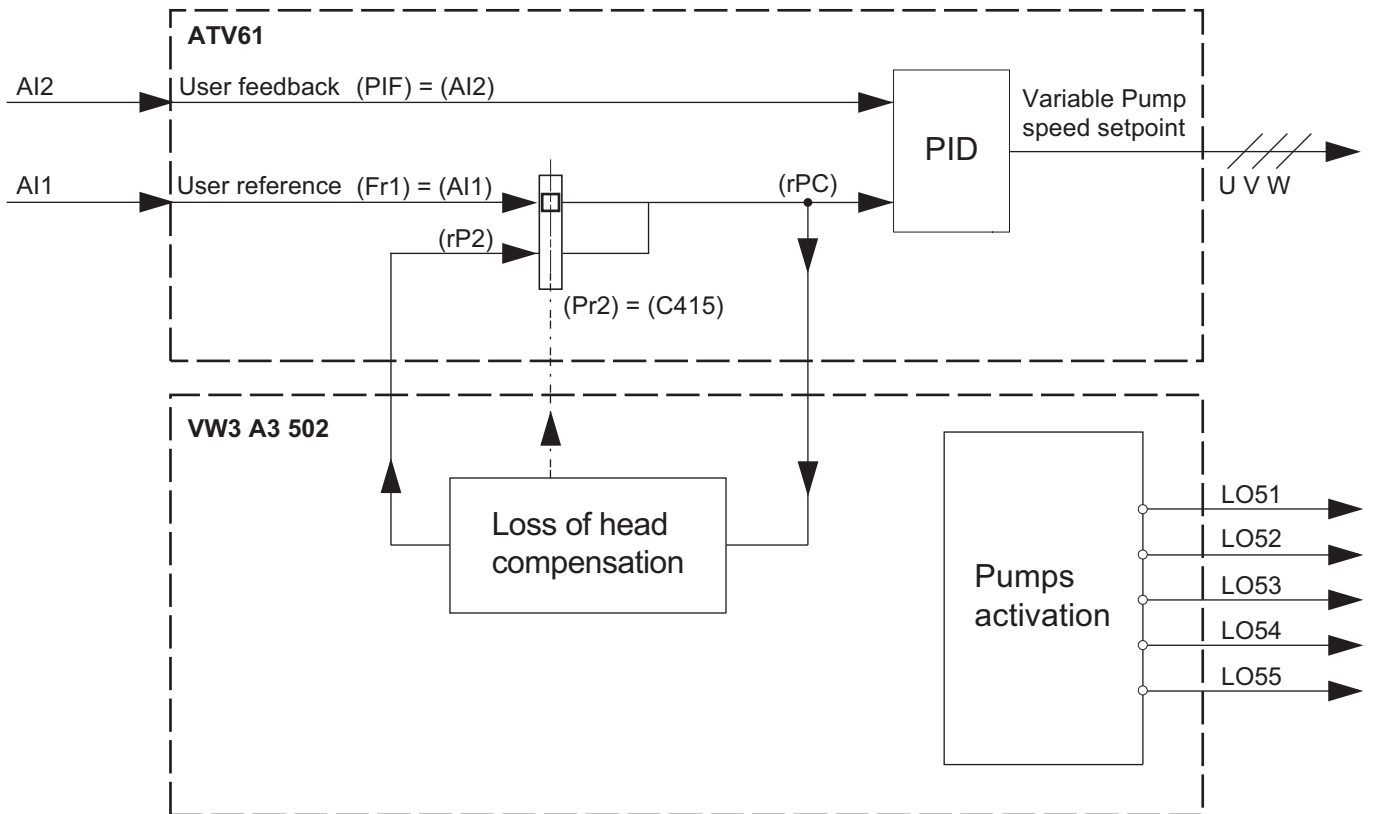 ATV61
AI2
User feedback (PIF) = (AI2)
Variable Pump
speed setpoint
PID
AI1
User reference (Fr1) = (AI1)
(rPC)
U V W
(rP2)
(Pr2) = (C415)
VW3 A3 502
Loss of head
compensation
Pumps
activation
LO51
LO52
LO53
LO54
LO55